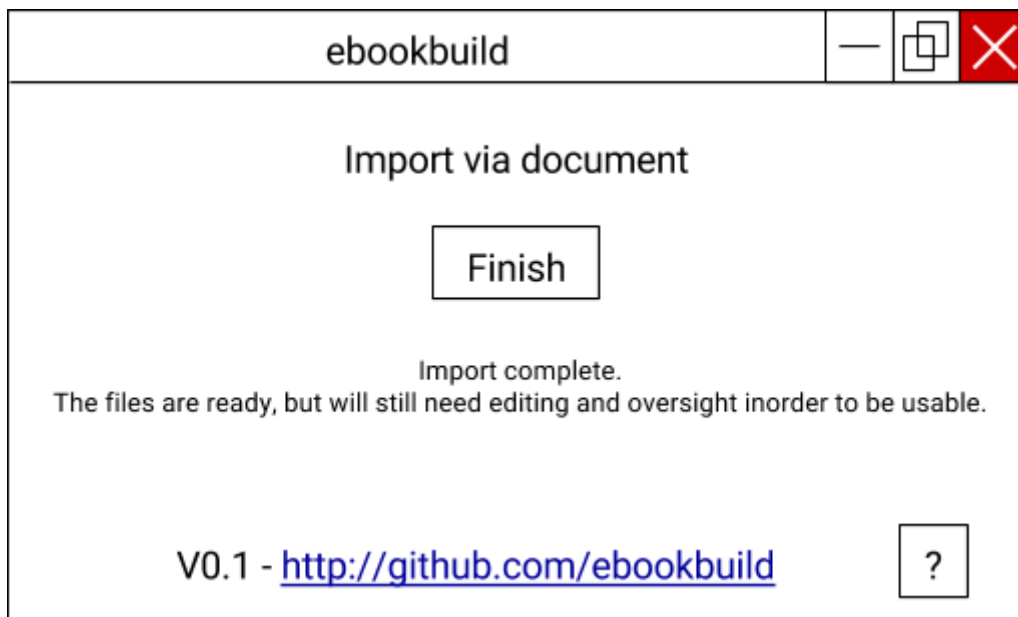 ebookbuild
Import via document
Finish
Import complete.
The files are ready, but will still need editing and oversight inorder to be usable.
V0.1 - http://github.com/ebookbuild
?